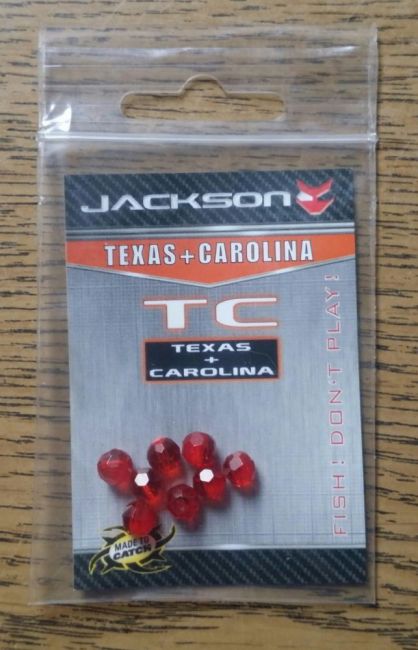 JACKSON
TEXAS+CAROLINA
TC
TEXAS
+
CAROLINA
FISH! DON'T PLAY!
MADE TO
CATCH